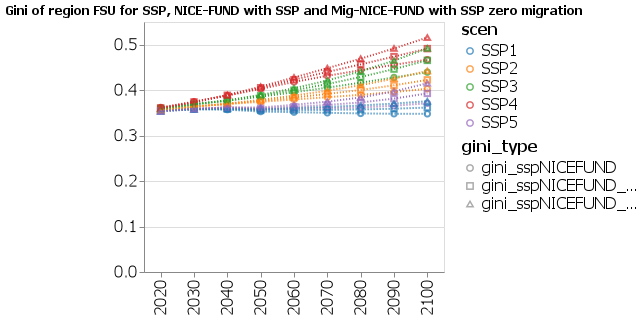 Gini of region FSU for SSP, NICE-FUND with SSP and Mig-NICE-FUND with SSP zero migration
scen
SSP1
SSP2
SSP3
SSP4
SSP5
gini_type
gini_sspNICEFUND
gini_sspNICEFUND_...
gini_sspNICEFUND_...
0.5
0.4
0.3
0.2
0.1
0.0
2020
2030
2040
2050
2060
2070
2080
2090
2100